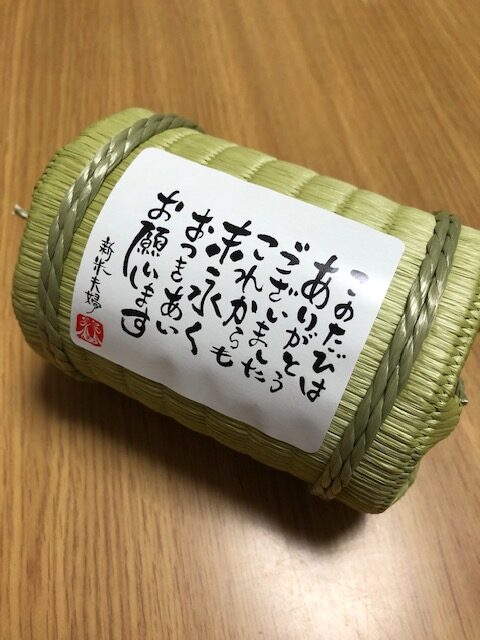 このたびは
ありがとう
ございました
これからも
末永く
おつきあい
お願いします
新米夫婦